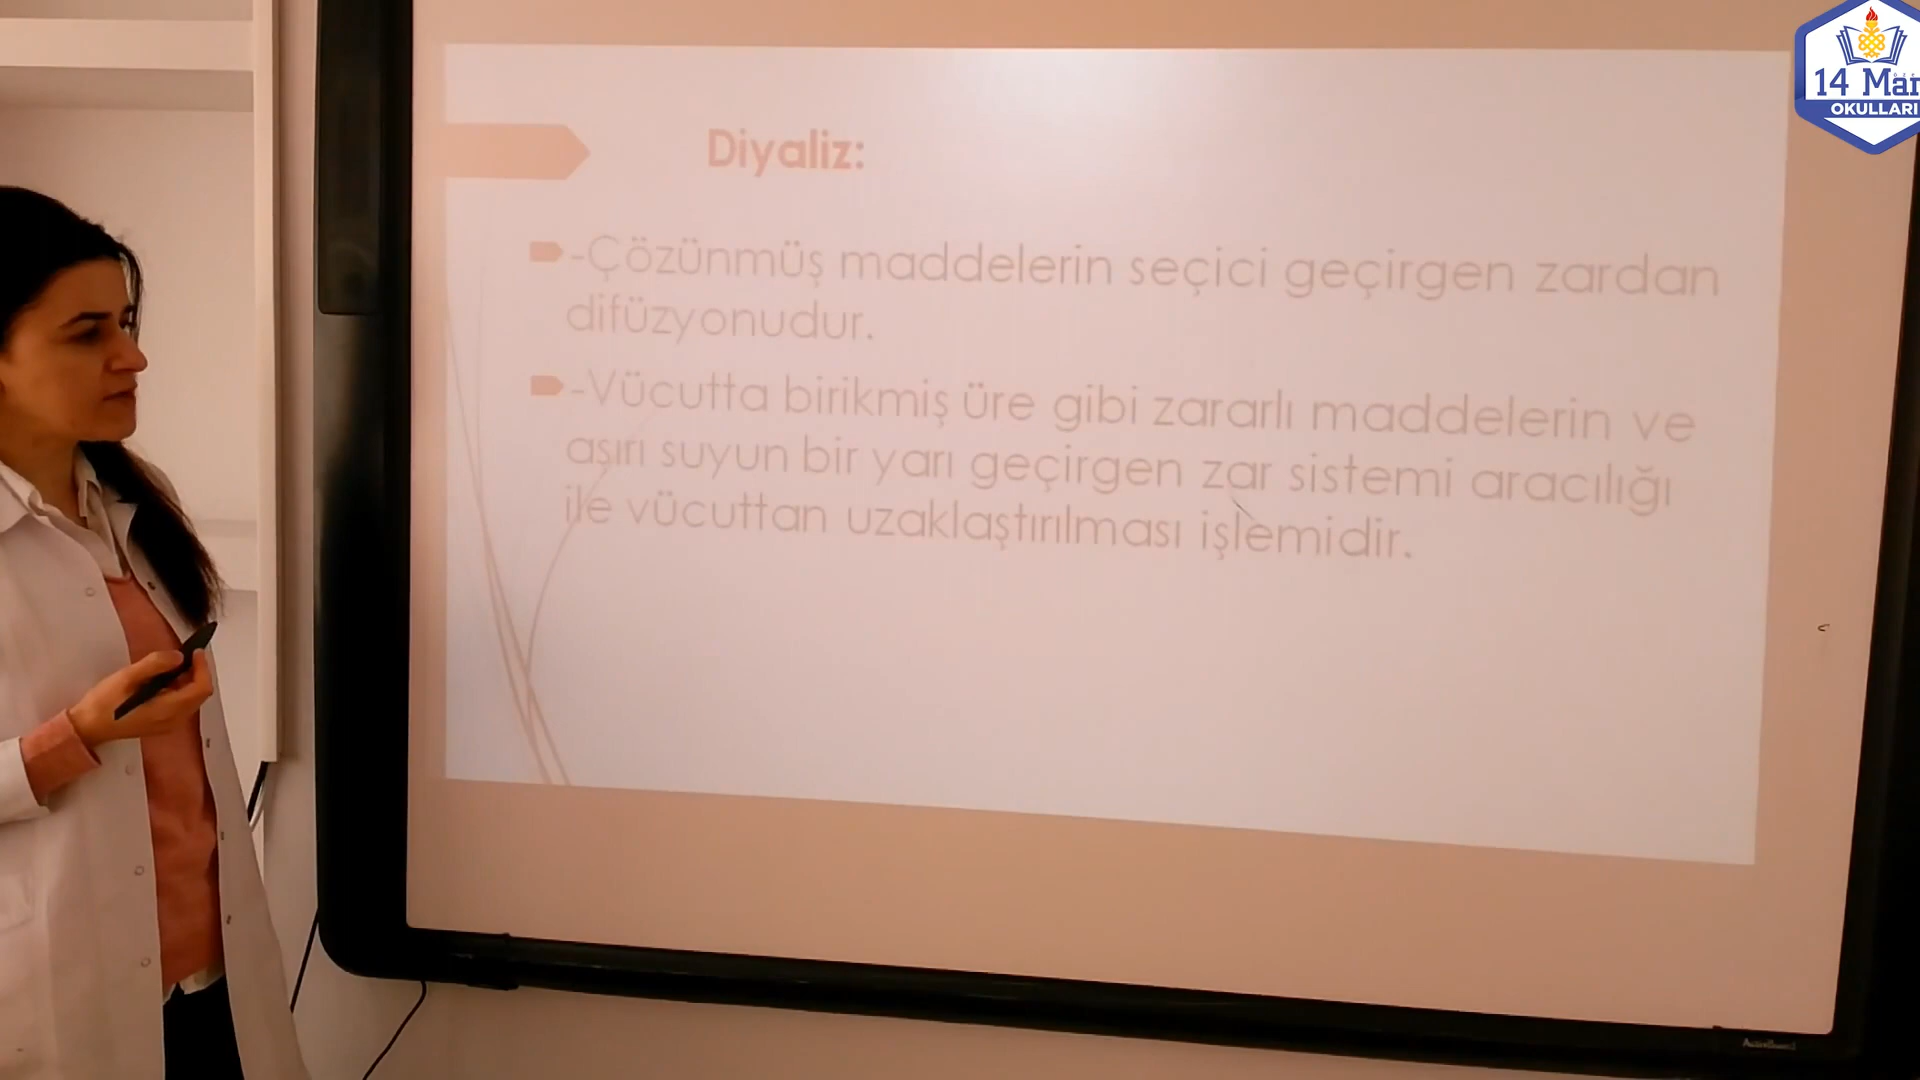 Diyaliz:
-Çözünmüş maddelerin seçici geçirgen zardan
difüzyonudur.
-Vücutta birikmiş üre gibi zararlı maddelerin ve
aşırı suyun bir yarı geçirgen zar sistemi aracılığı
ile vücuttan uzaklaştırılması işlemidir.
14 Mar
OKULLARI